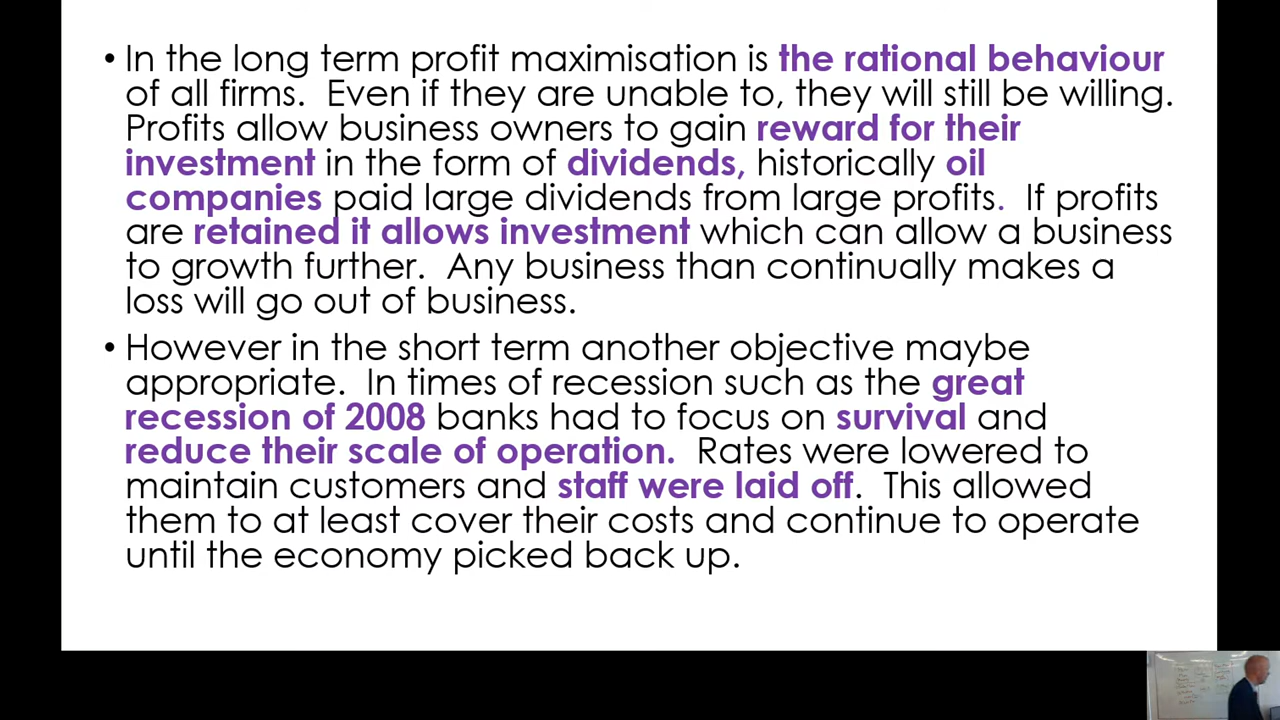 • In the long term profit maximisation is the rational behaviour
of all firms.  Even if they are unable to, they will still be willing.
Profits allow business owners to gain reward for their
investment in the form of dividends, historically oil
companies paid large dividends from large profits.  If profits
are retained it allows investment which can allow a business
to growth further.  Any business than continually makes a
loss will go out of business.
• However in the short term another objective maybe
appropriate.  In times of recession such as the great
recession of 2008 banks had to focus on survival and
reduce their scale of operation.  Rates were lowered to
maintain customers and staff were laid off.  This allowed
them to at least cover their costs and continue to operate
until the economy picked back up.